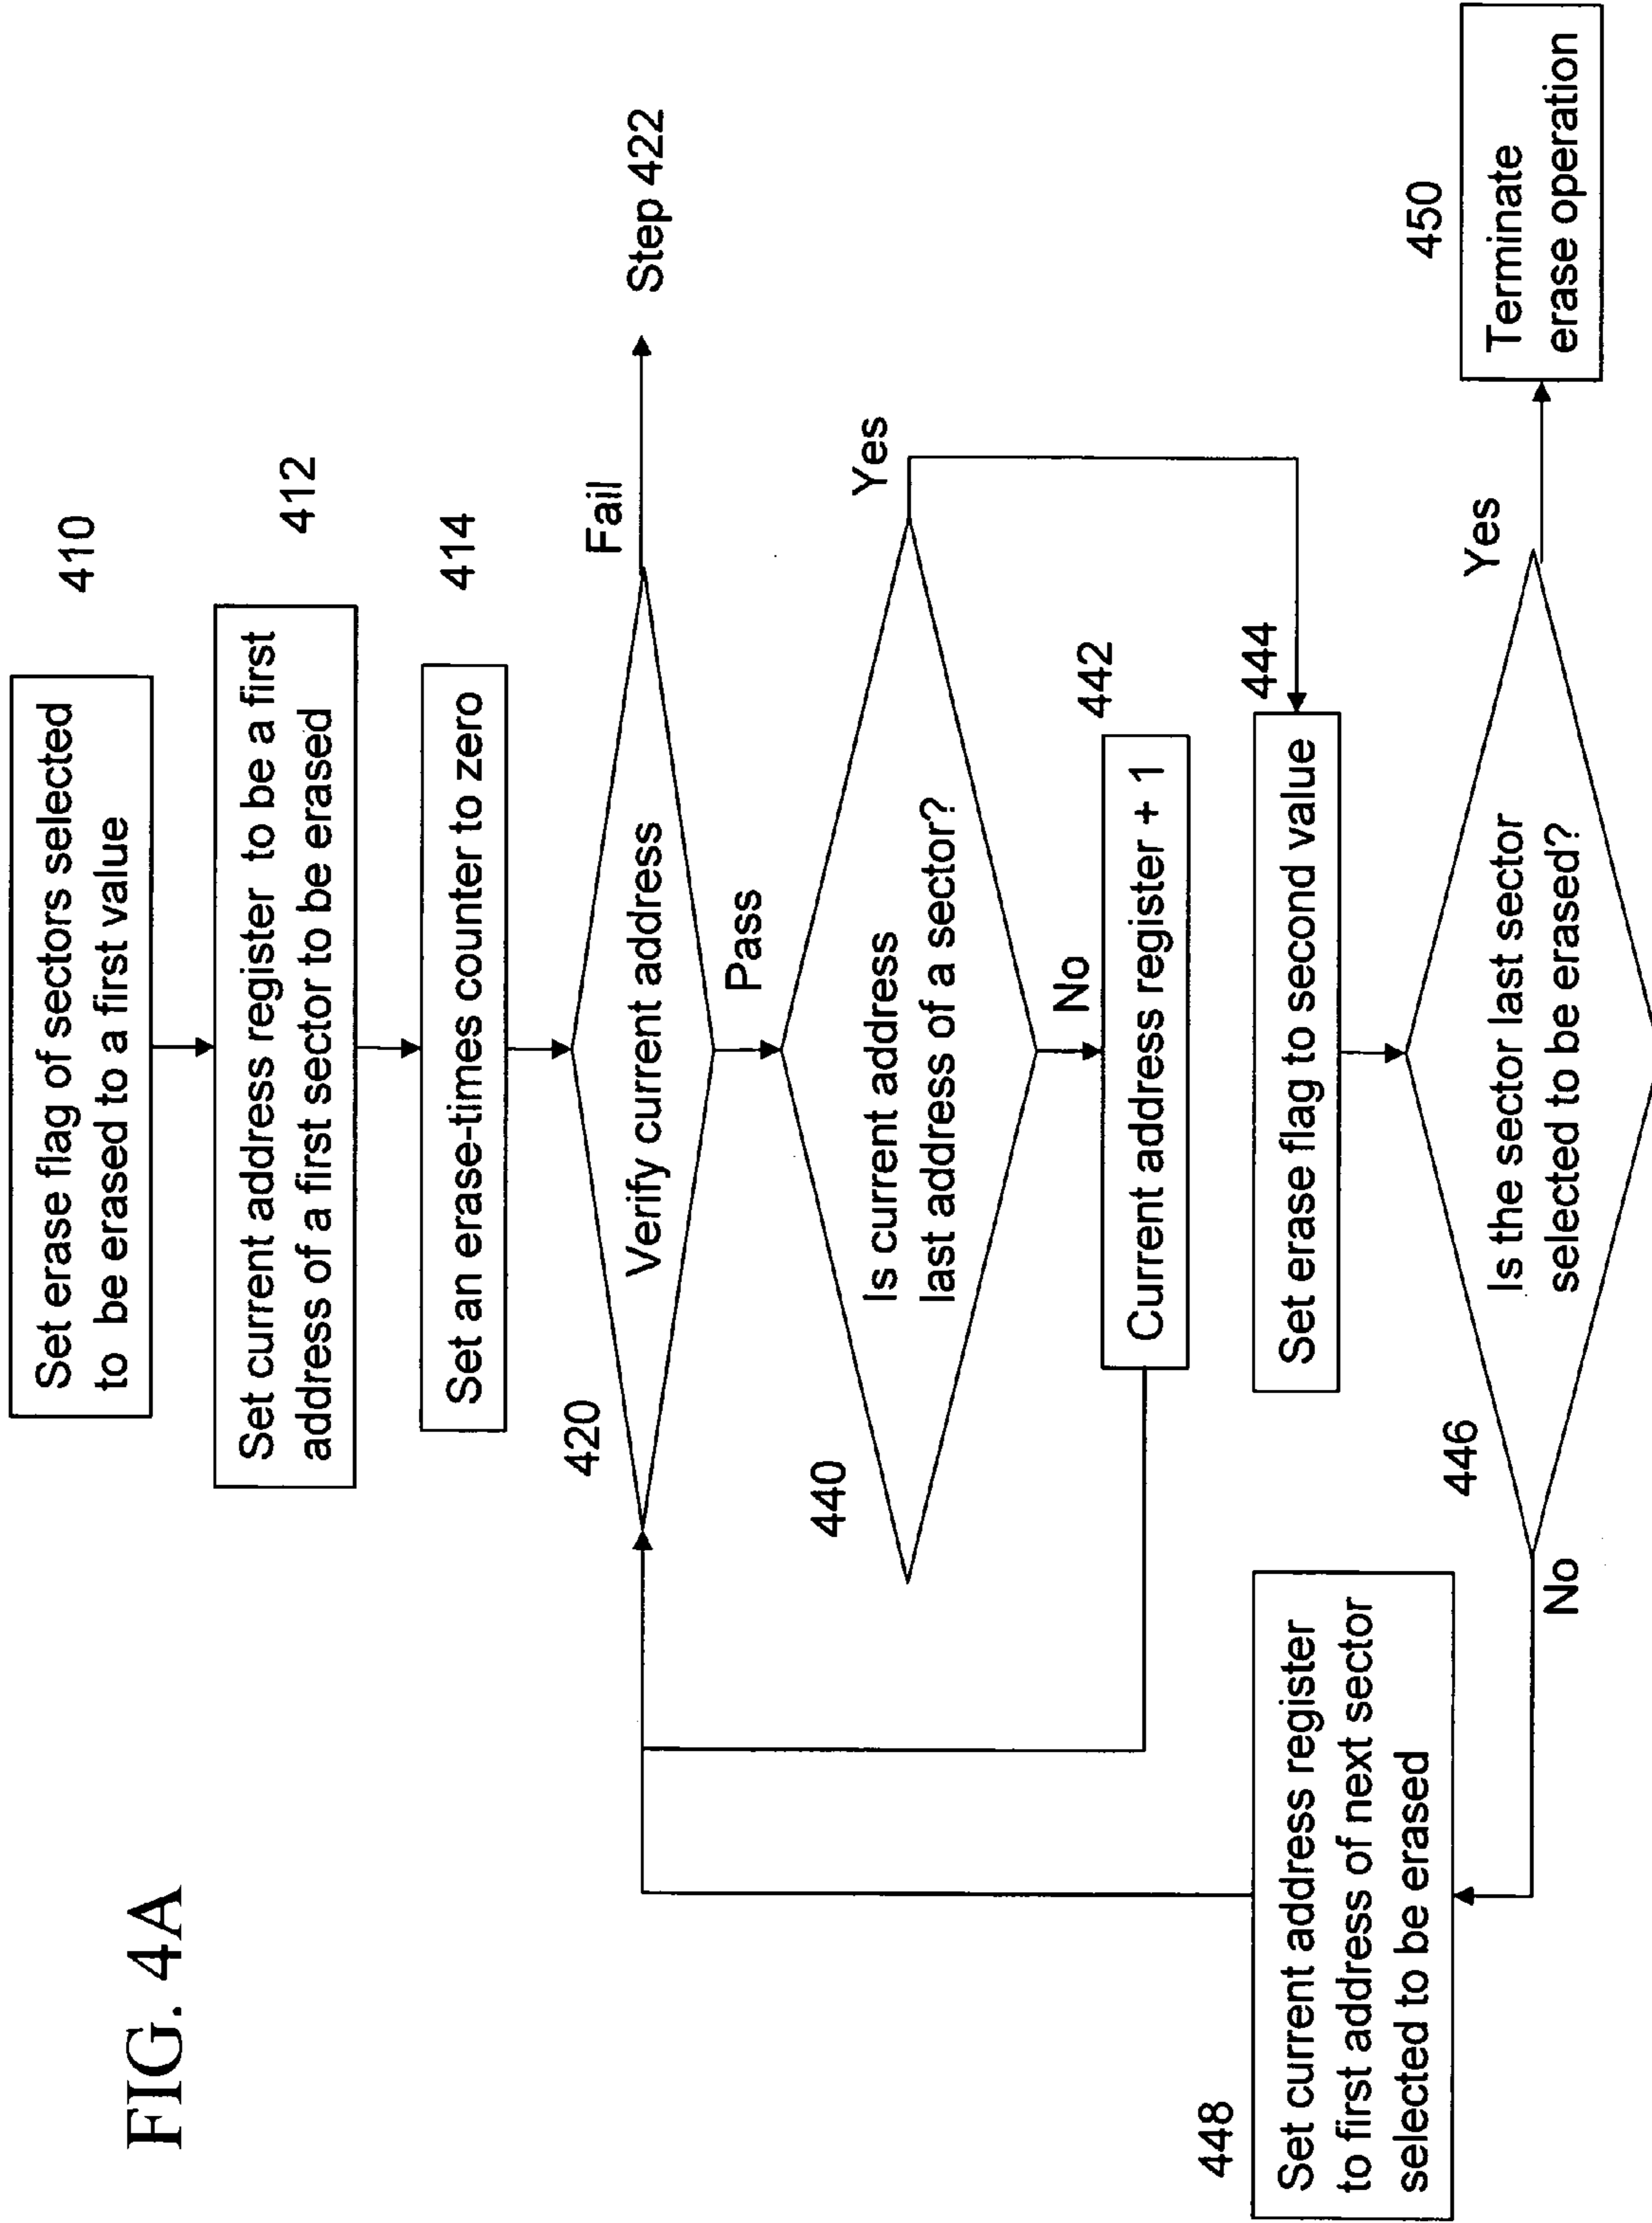 FIG. 4A
410
Set erase flag of sectors selected
to be erased to a first value
412
Set current address register to be a first
address of a first sector to be erased
414
Set an erase-times counter to zero
420
Verify current address
Fail
Step 422
Pass
440
Is current address
last address of a sector?
Yes
No
442
Current address register + 1
444
Set erase flag to second value
446
Is the sector last sector
selected to be erased?
Yes
450
Terminate
erase operation
No
448
Set current address register
to first address of next sector
selected to be erased